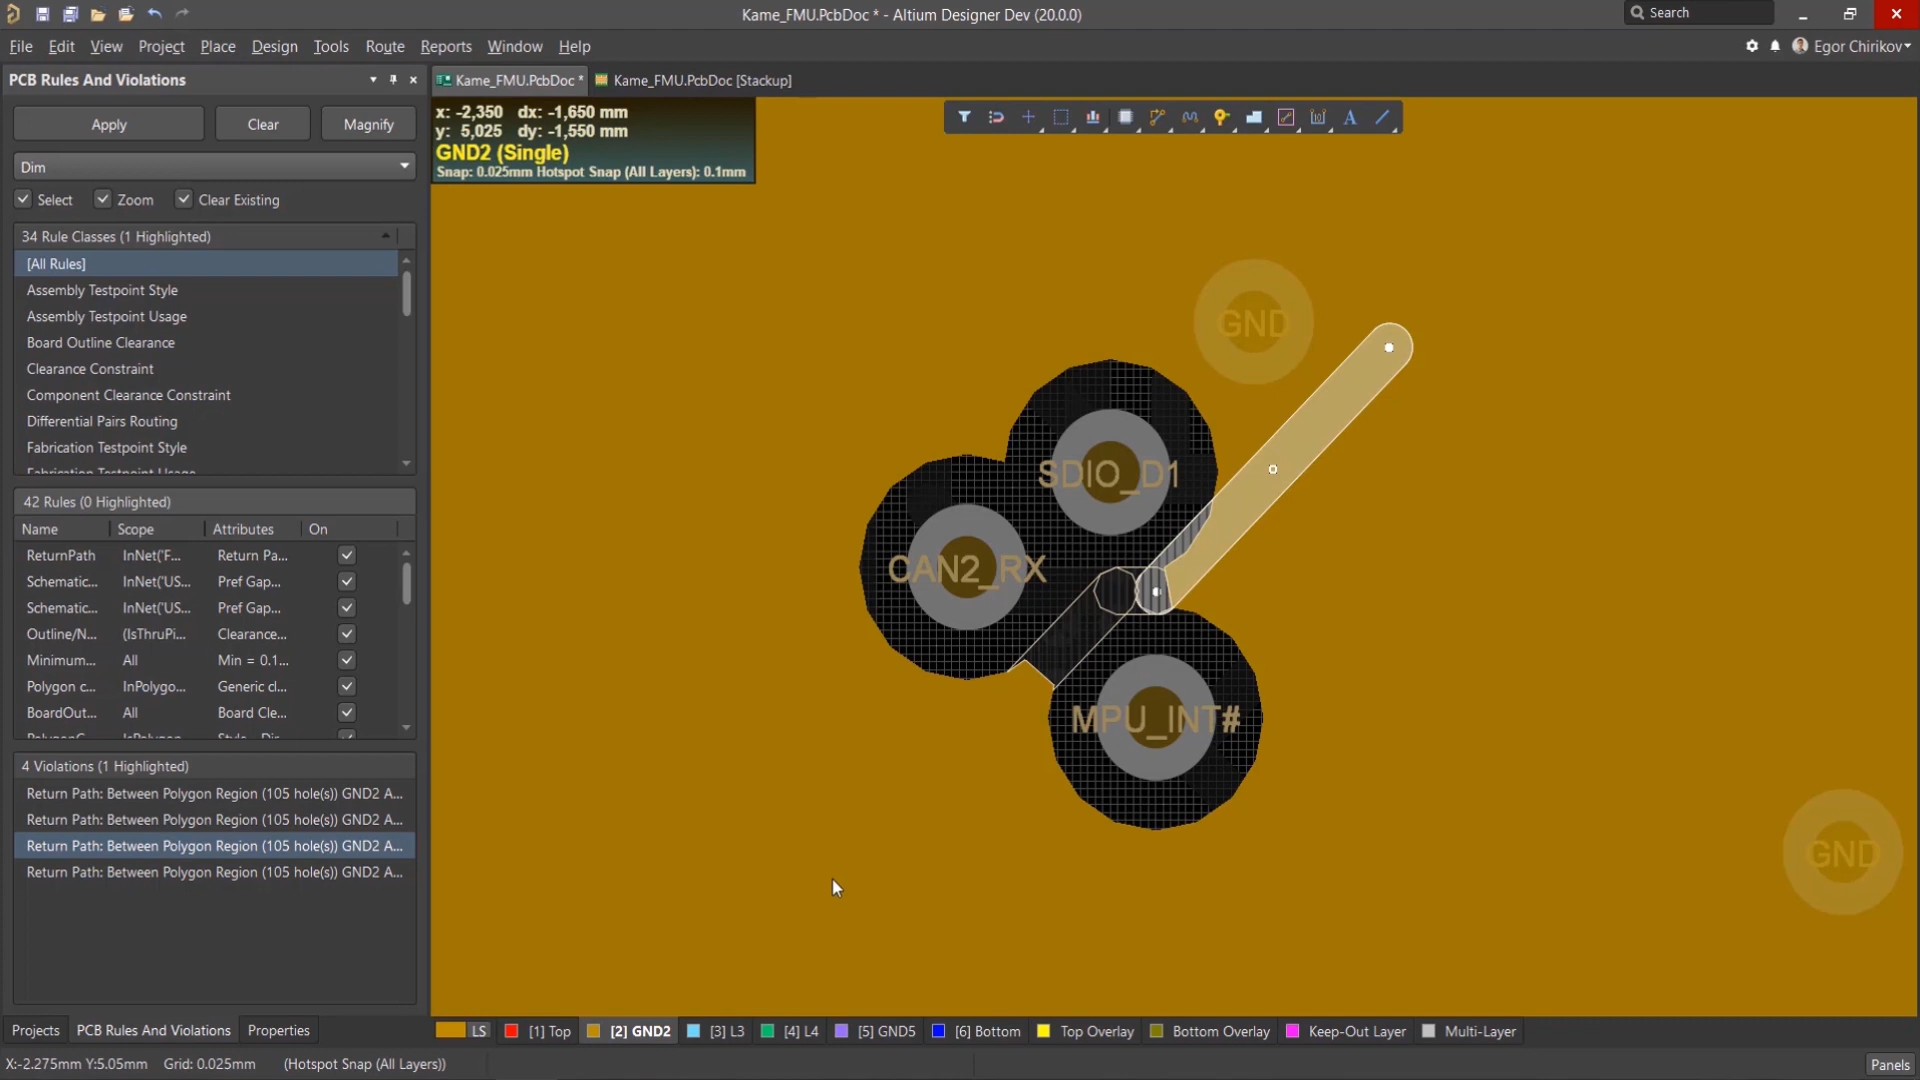 Kame_FMU.PcbDoc * - Altium Designer Dev (20.0.0)
Search
File Edit View Project Place Design Tools Route Reports Window Help
Egor Chirikov
PCB Rules And Violations
Kame_FMU.PcbDoc *
Kame_FMU.PcbDoc [Stackup]
Apply Clear Magnify
Dim
Select Zoom Clear Existing
34 Rule Classes (1 Highlighted)
[All Rules]
Assembly Testpoint Style
Assembly Testpoint Usage
Board Outline Clearance
Clearance Constraint
Component Clearance Constraint
Differential Pairs Routing
Fabrication Testpoint Style
Fabrication Testpoint Usage
42 Rules (0 Highlighted)
Name Scope Attributes On
ReturnPath InNet('F... Return Pa...
Schematic... InNet('US... Pref Gap...
Schematic... InNet('US... Pref Gap...
Outline/N... (IsThruPi... Clearance...
Minimum... All Min = 0.1...
Polygon c... InPolygo... Generic cl...
BoardOut... All Board Cle...
4 Violations (1 Highlighted)
Return Path: Between Polygon Region (105 hole(s)) GND2 A...
Return Path: Between Polygon Region (105 hole(s)) GND2 A...
Return Path: Between Polygon Region (105 hole(s)) GND2 A...
Return Path: Between Polygon Region (105 hole(s)) GND2 A...
x: -2,350 dx: -1,650 mm
y: 5,025 dy: -1,550 mm
GND2 (Single)
Snap: 0.025mm Hotspot Snap (All Layers): 0.1mm
A
GND
SDIO_D1
CAN2_RX
MPU_INT#
GND
Projects PCB Rules And Violations Properties
LS [1] Top [2] GND2 [3] L3 [4] L4 [5] GND5 [6] Bottom Top Overlay Bottom Overlay Keep-Out Layer Multi-Layer
X:-2.275mm Y:5.05mm Grid: 0.025mm (Hotspot Snap (All Layers))
Panels